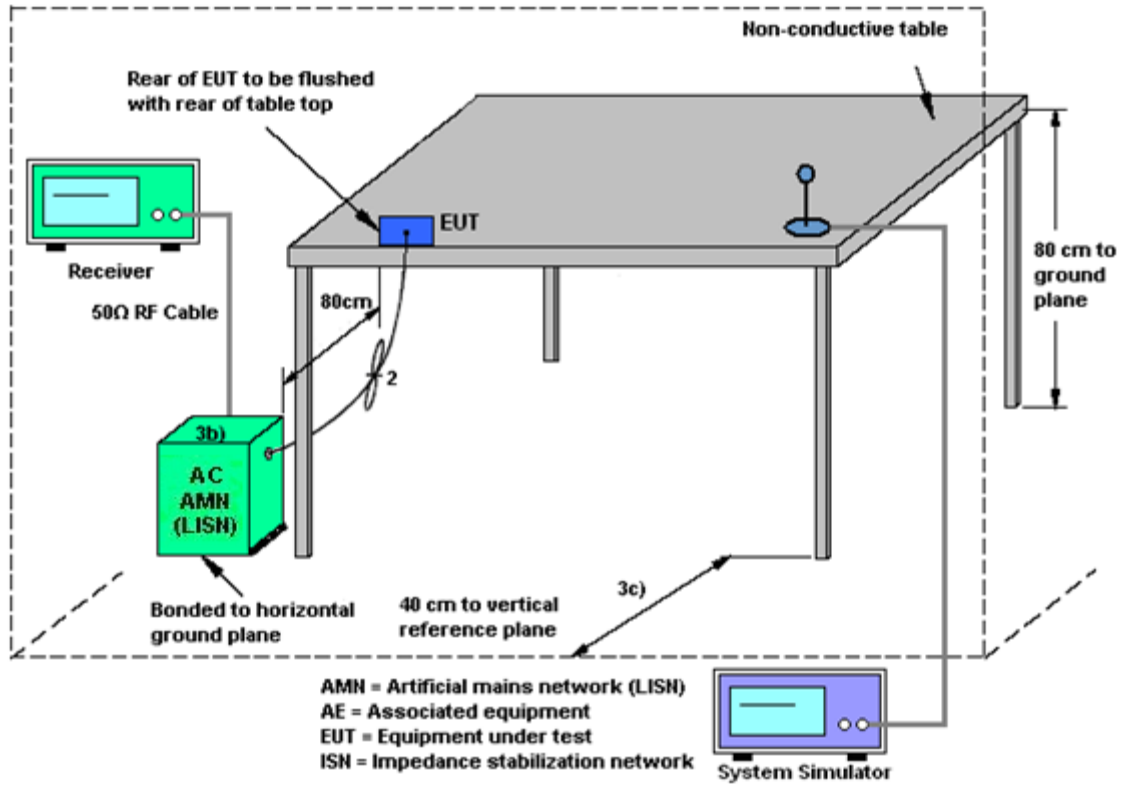 Non-conductive table
Rear of EUT to be flushed
with rear of table top
EUT
Receiver
80 cm to
ground
plane
50Ω RF Cable
80cm
2
3b)
AC
AMN
(LISN)
3c)
Bonded to horizontal
ground plane
40 cm to vertical
reference plane
AMN = Artificial mains network (LISN)
AE = Associated equipment
EUT = Equipment under test
ISN = Impedance stabilization network
System Simulator